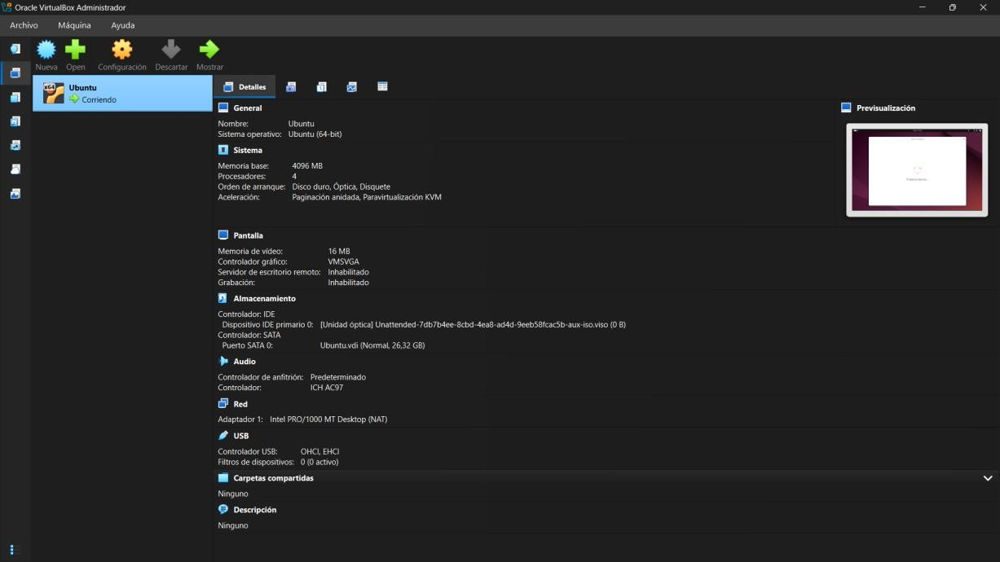 Oracle VirtualBox Administrador
Archivo Máquina Ayuda
Nueva Open Configuración Descartar Mostrar
x64
Ubuntu
Corriendo
Detalles
General
Nombre: Ubuntu
Sistema operativo: Ubuntu (64-bit)
Sistema
Memoria base: 4096 MB
Procesadores: 4
Orden de arranque: Disco duro, Óptica, Disquete
Aceleración: Paginación anidada, Paravirtualización KVM
Previsualización
Pantalla
Memoria de vídeo: 16 MB
Controlador gráfico: VMSVGA
Servidor de escritorio remoto: Inhabilitado
Grabación: Inhabilitado
Almacenamiento
Controlador: IDE
Dispositivo IDE primario 0: [Unidad óptica] Unattended-7db7b4ee-8cbd-4ea8-ad4d-9eeb58fcac5b-aux-iso.viso (0 B)
Controlador: SATA
Puerto SATA 0: Ubuntu.vdi (Normal, 26,32 GB)
Audio
Controlador de anfitrión: Predeterminado
Controlador: ICH AC97
Red
Adaptador 1: Intel PRO/1000 MT Desktop (NAT)
USB
Controlador USB: OHCI, EHCI
Filtros de dispositivos: 0 (0 activo)
Carpetas compartidas
Ninguno
Descripción
Ninguno